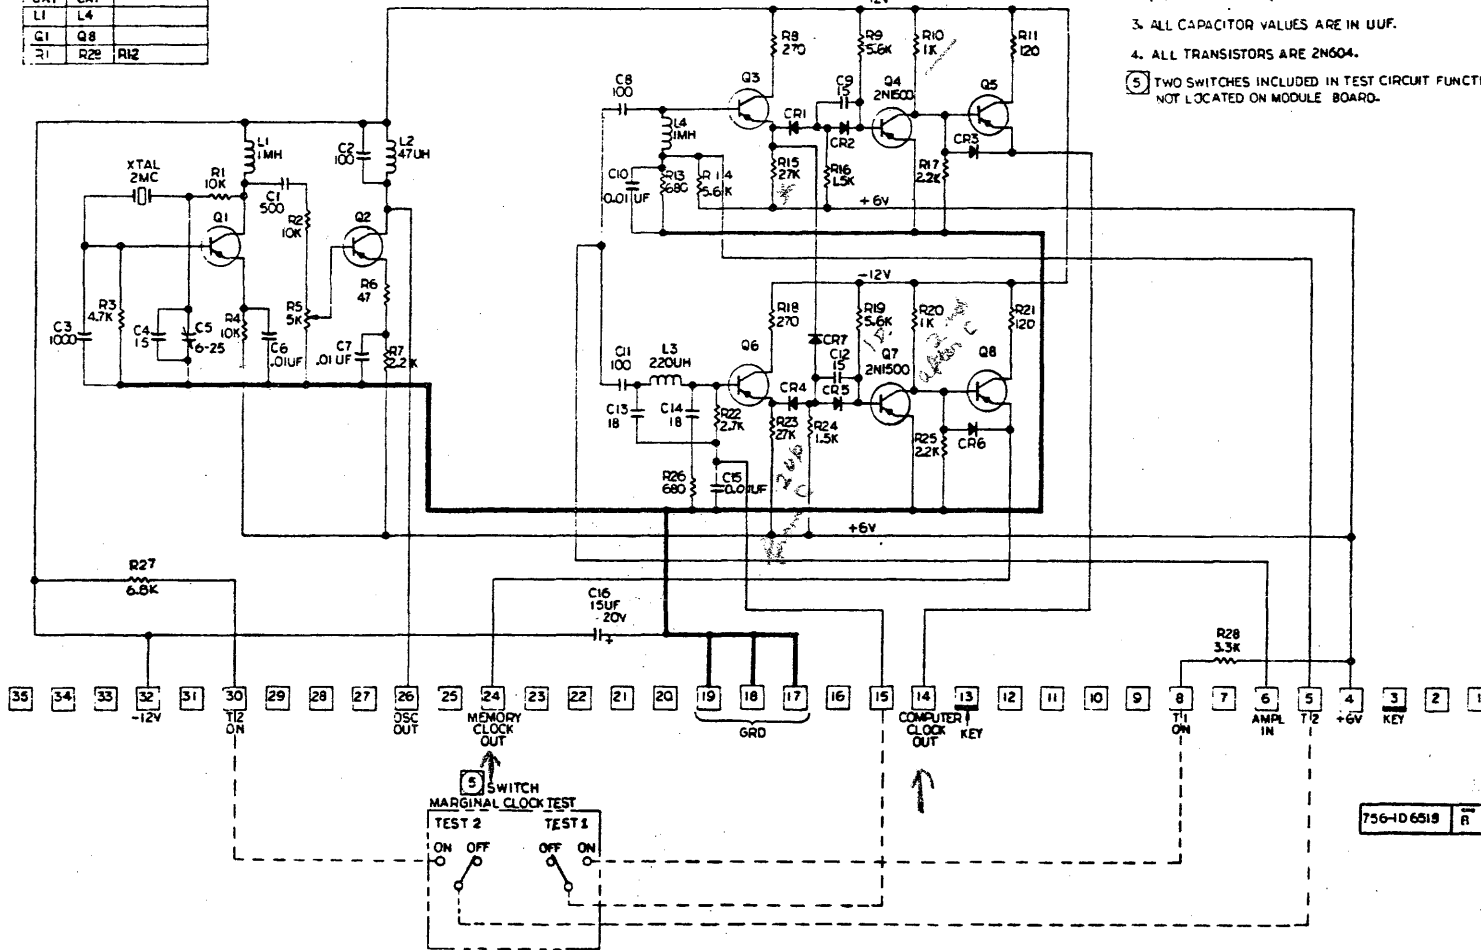 L1 L4
Q1 Q8
R1 R28 R12
-12V
3. ALL CAPACITOR VALUES ARE IN UUF.
4. ALL TRANSISTORS ARE 2N604.
5 TWO SWITCHES INCLUDED IN TEST CIRCUIT
NOT LOCATED ON MODULE BOARD.
R8
270
R9
5.6K
R10
1K
R11
120
C8
100
Q3
C9
15
Q4
2N1500
Q5
L4
1MH
CR1
CR2
CR3
C10
0.01UF
R13
680
R14
5.6K
R15
27K
R16
1.5K
R17
2.2K
+6V
L1
1MH
C2
100
L2
47UH
XTAL
2MC
R1
10K
C1
500
R2
10K
Q1
Q2
R3
4.7K
C3
1000
C4
15
C5
6-25
R4
10K
C6
.01UF
R5
5K
R6
47
C7
.01UF
R7
2.2K
-12V
R18
270
R19
5.6K
R20
1K
R21
120
C11
100
L3
220UH
Q6
CR7
C12
15
Q7
2N1500
Q8
CR4
CR5
CR6
C13
18
C14
18
R22
2.7K
R23
27K
R24
1.5K
R25
2.2K
R26
680
C15
0.01UF
+6V
R27
6.8K
C16
15UF
20V
+
R28
3.3K
35 34 33 32 31 30 29 28 27 26 25 24 23 22 21 20 19 18 17 16 15 14 13 12 11 10 9 8 7 6 5 4 3 2 1
-12V
T2
ON
OSC
OUT
MEMORY
CLOCK
OUT
GRD
COMPUTER
CLOCK
OUT
KEY
T1
ON
AMPL
IN
T2
+6V
KEY
5 SWITCH
MARGINAL CLOCK TEST
TEST 2 TEST 1
ON OFF OFF ON
756-1D6519